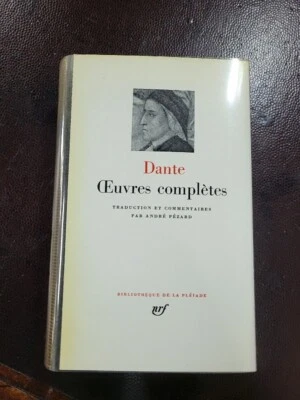 Dante
Œuvres complètes
TRADUCTION ET COMMENTAIRES
PAR ANDRÉ PÉZARD
BIBLIOTHÈQUE DE LA PLÉIADE
nrf